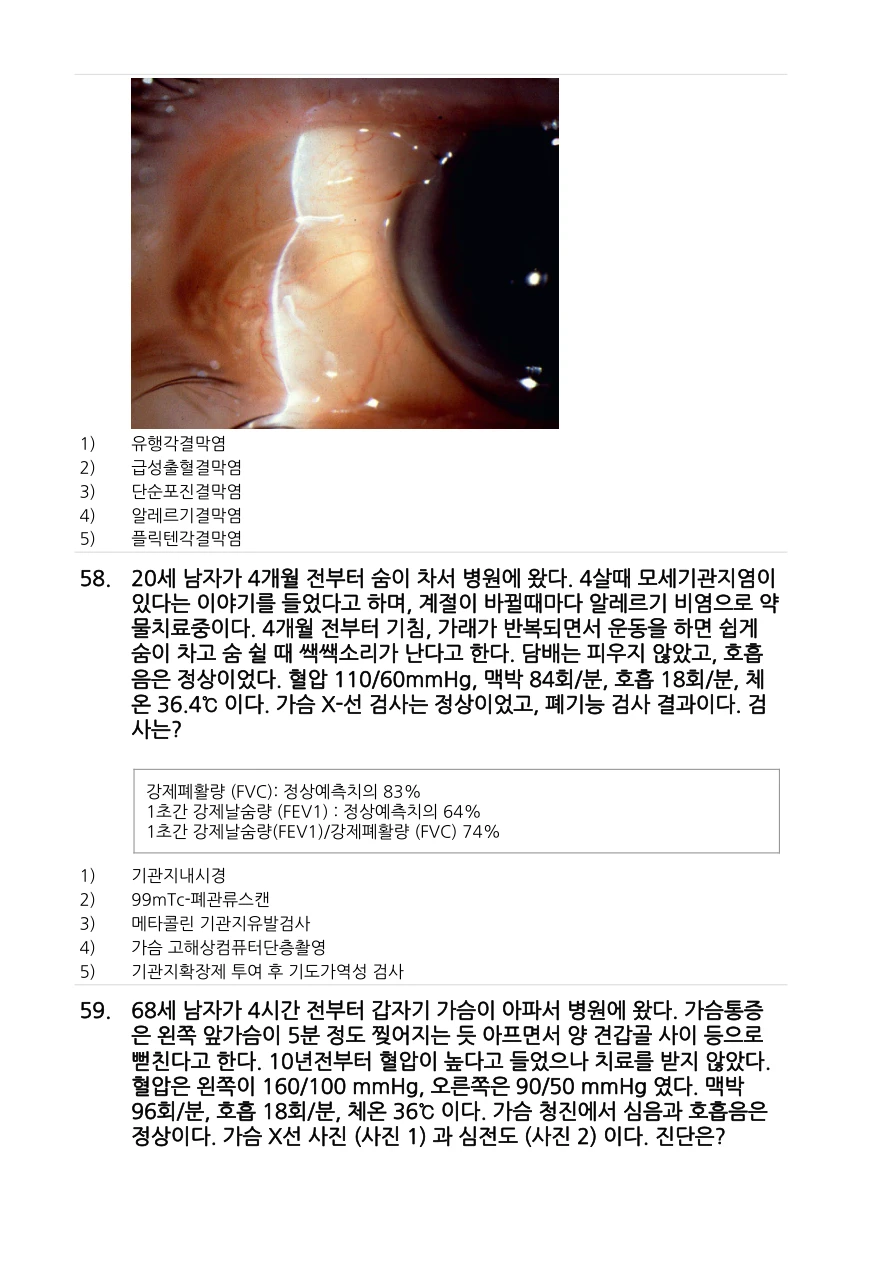 1) 유행각결막염
2) 급성출혈결막염
3) 단순포진결막염
4) 알레르기결막염
5) 플릭텐각결막염
58. 20세 남자가 4개월 전부터 숨이 차서 병원에 왔다. 4살때 모세기관지염이
있다는 이야기를 들었다고 하며, 계절이 바뀔때마다 알레르기 비염으로 약
물치료중이다. 4개월 전부터 기침, 가래가 반복되면서 운동을 하면 쉽게
숨이 차고 숨 쉴 때 쌕쌕소리가 난다고 한다. 담배는 피우지 않았고, 호흡
음은 정상이었다. 혈압 110/60mmHg, 맥박 84회/분, 호흡 18회/분, 체
온 36.4℃ 이다. 가슴 X-선 검사는 정상이었고, 폐기능 검사 결과이다. 검
사는?
강제폐활량 (FVC): 정상예측치의 83%
1초간 강제날숨량 (FEV1) : 정상예측치의 64%
1초간 강제날숨량(FEV1)/강제폐활량 (FVC) 74%
1) 기관지내시경
2) 99mTc-폐관류스캔
3) 메타콜린 기관지유발검사
4) 가슴 고해상컴퓨터단층촬영
5) 기관지확장제 투여 후 기도가역성 검사
59. 68세 남자가 4시간 전부터 갑자기 가슴이 아파서 병원에 왔다. 가슴통증
은 왼쪽 앞가슴이 5분 정도 찢어지는 듯 아프면서 양 견갑골 사이 등으로
뻗친다고 한다. 10년전부터 혈압이 높다고 들었으나 치료를 받지 않았다.
혈압은 왼쪽이 160/100 mmHg, 오른쪽은 90/50 mmHg 였다. 맥박
96회/분, 호흡 18회/분, 체온 36℃ 이다. 가슴 청진에서 심음과 호흡음은
정상이다. 가슴 X선 사진 (사진 1) 과 심전도 (사진 2) 이다. 진단은?